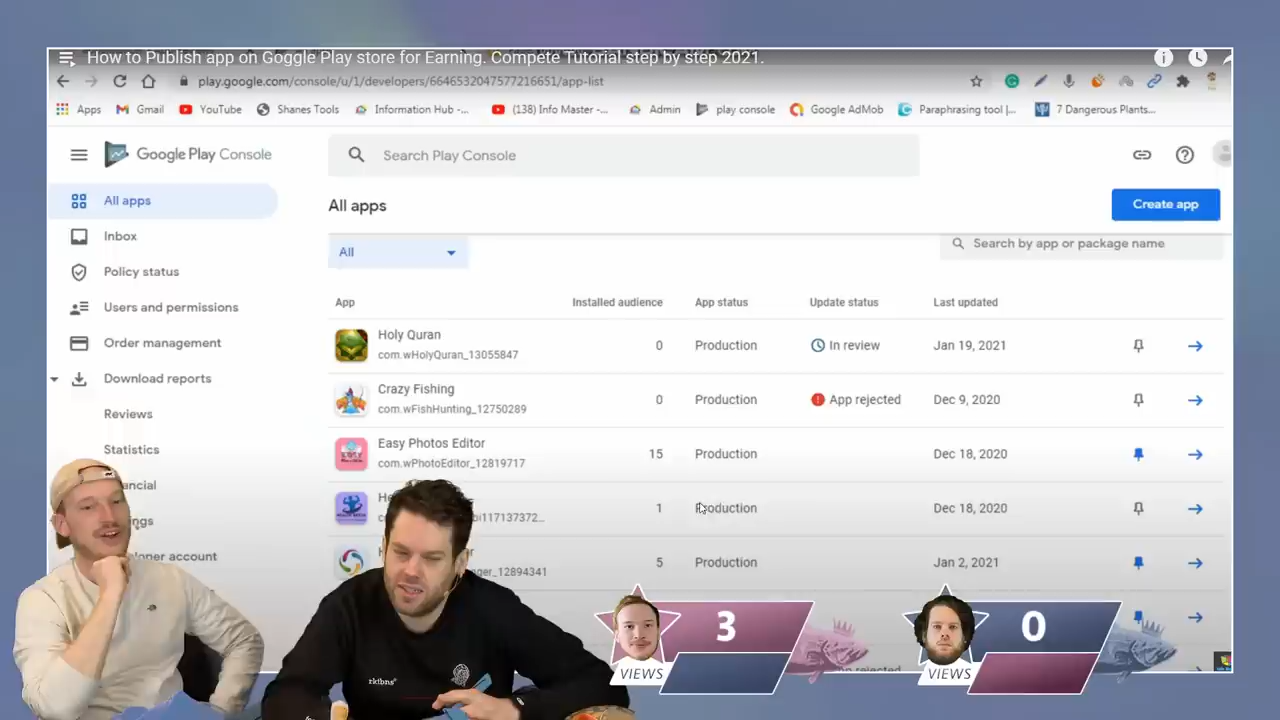 How to Publish app on Goggle Play store for Earning. Compete Tutorial step by step 2021.
play.google.com/console/u/1/developers/6646532047577216651/app-list
Apps Gmail YouTube Shanes Tools Information Hub -... (138) Info Master -... Admin play console Google AdMob Paraphrasing tool |... 7 Dangerous Plants...
Google Play Console
Search Play Console
All apps
Inbox
Policy status
Users and permissions
Order management
Download reports
Reviews
Statistics
All apps
Create app
All
Search by app or package name
App Installed audience App status Update status Last updated
Holy Quran
com.wHolyQuran_13055847
0 Production In review Jan 19, 2021
Crazy Fishing
com.wFishHunting_12750289
0 Production App rejected Dec 9, 2020
Easy Photos Editor
com.wPhotoEditor_12819717
15 Production Dec 18, 2020
1 Production Dec 18, 2020
5 Production Jan 2, 2021
account
rktbns
3
VIEWS
0
VIEWS